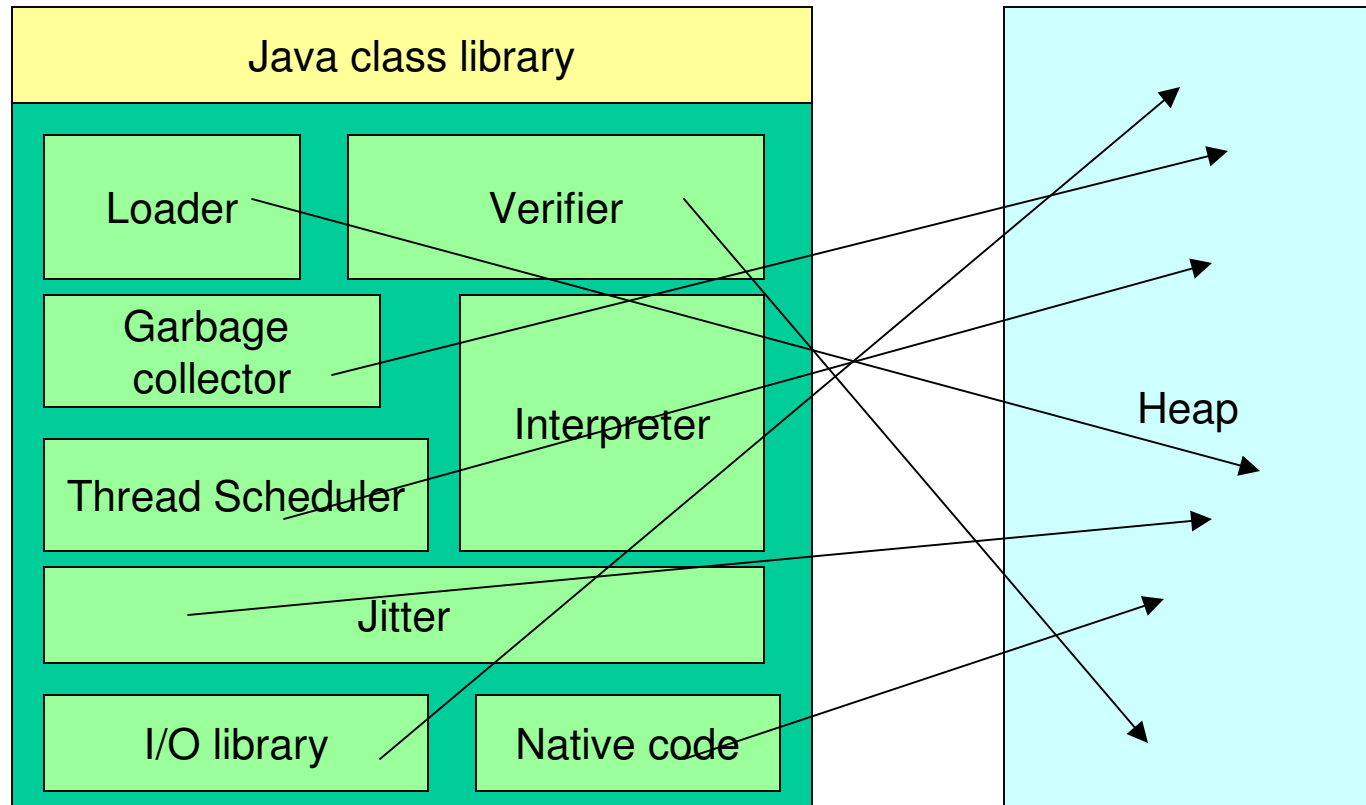 Java class library
Loader
Verifier
Garbage
collector
Interpreter
Heap
Thread Scheduler
Jitter
I/O library
Native code